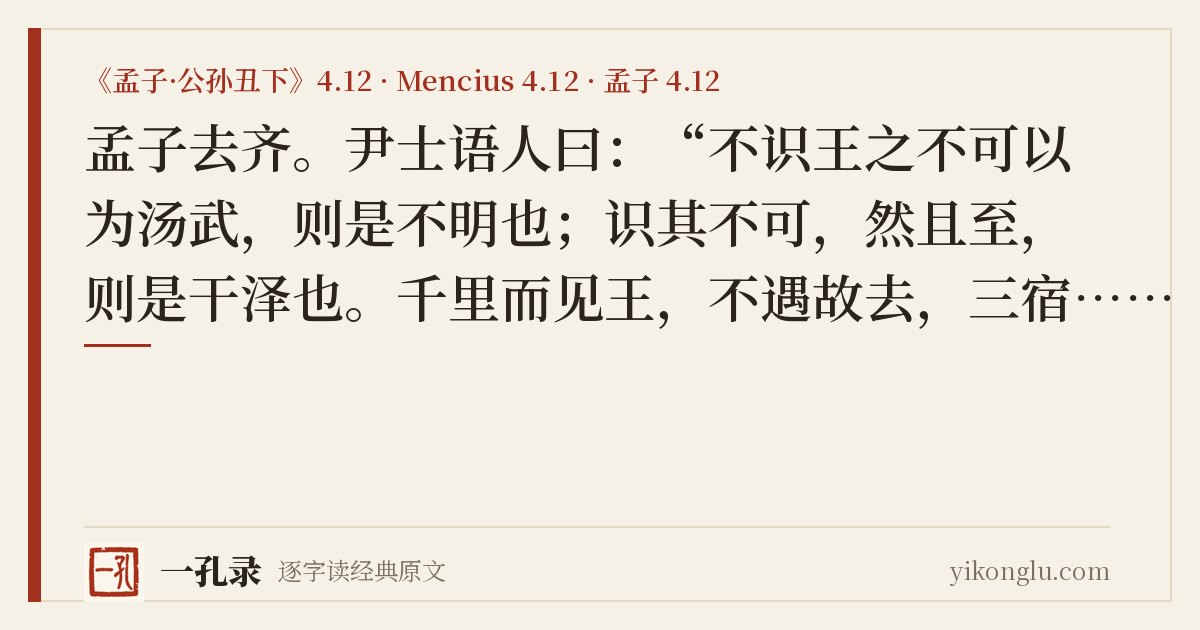 《孟子·公孙丑下》4.12 · Mencius 4.12 · 孟子 4.12
孟子去齐。尹士语人曰：“不识王之不可以
为汤武，则是不明也；识其不可，然且至，
则是干泽也。千里而见王，不遇故去，三宿……
一孔
一孔录 逐字读经典原文
yikonglu.com